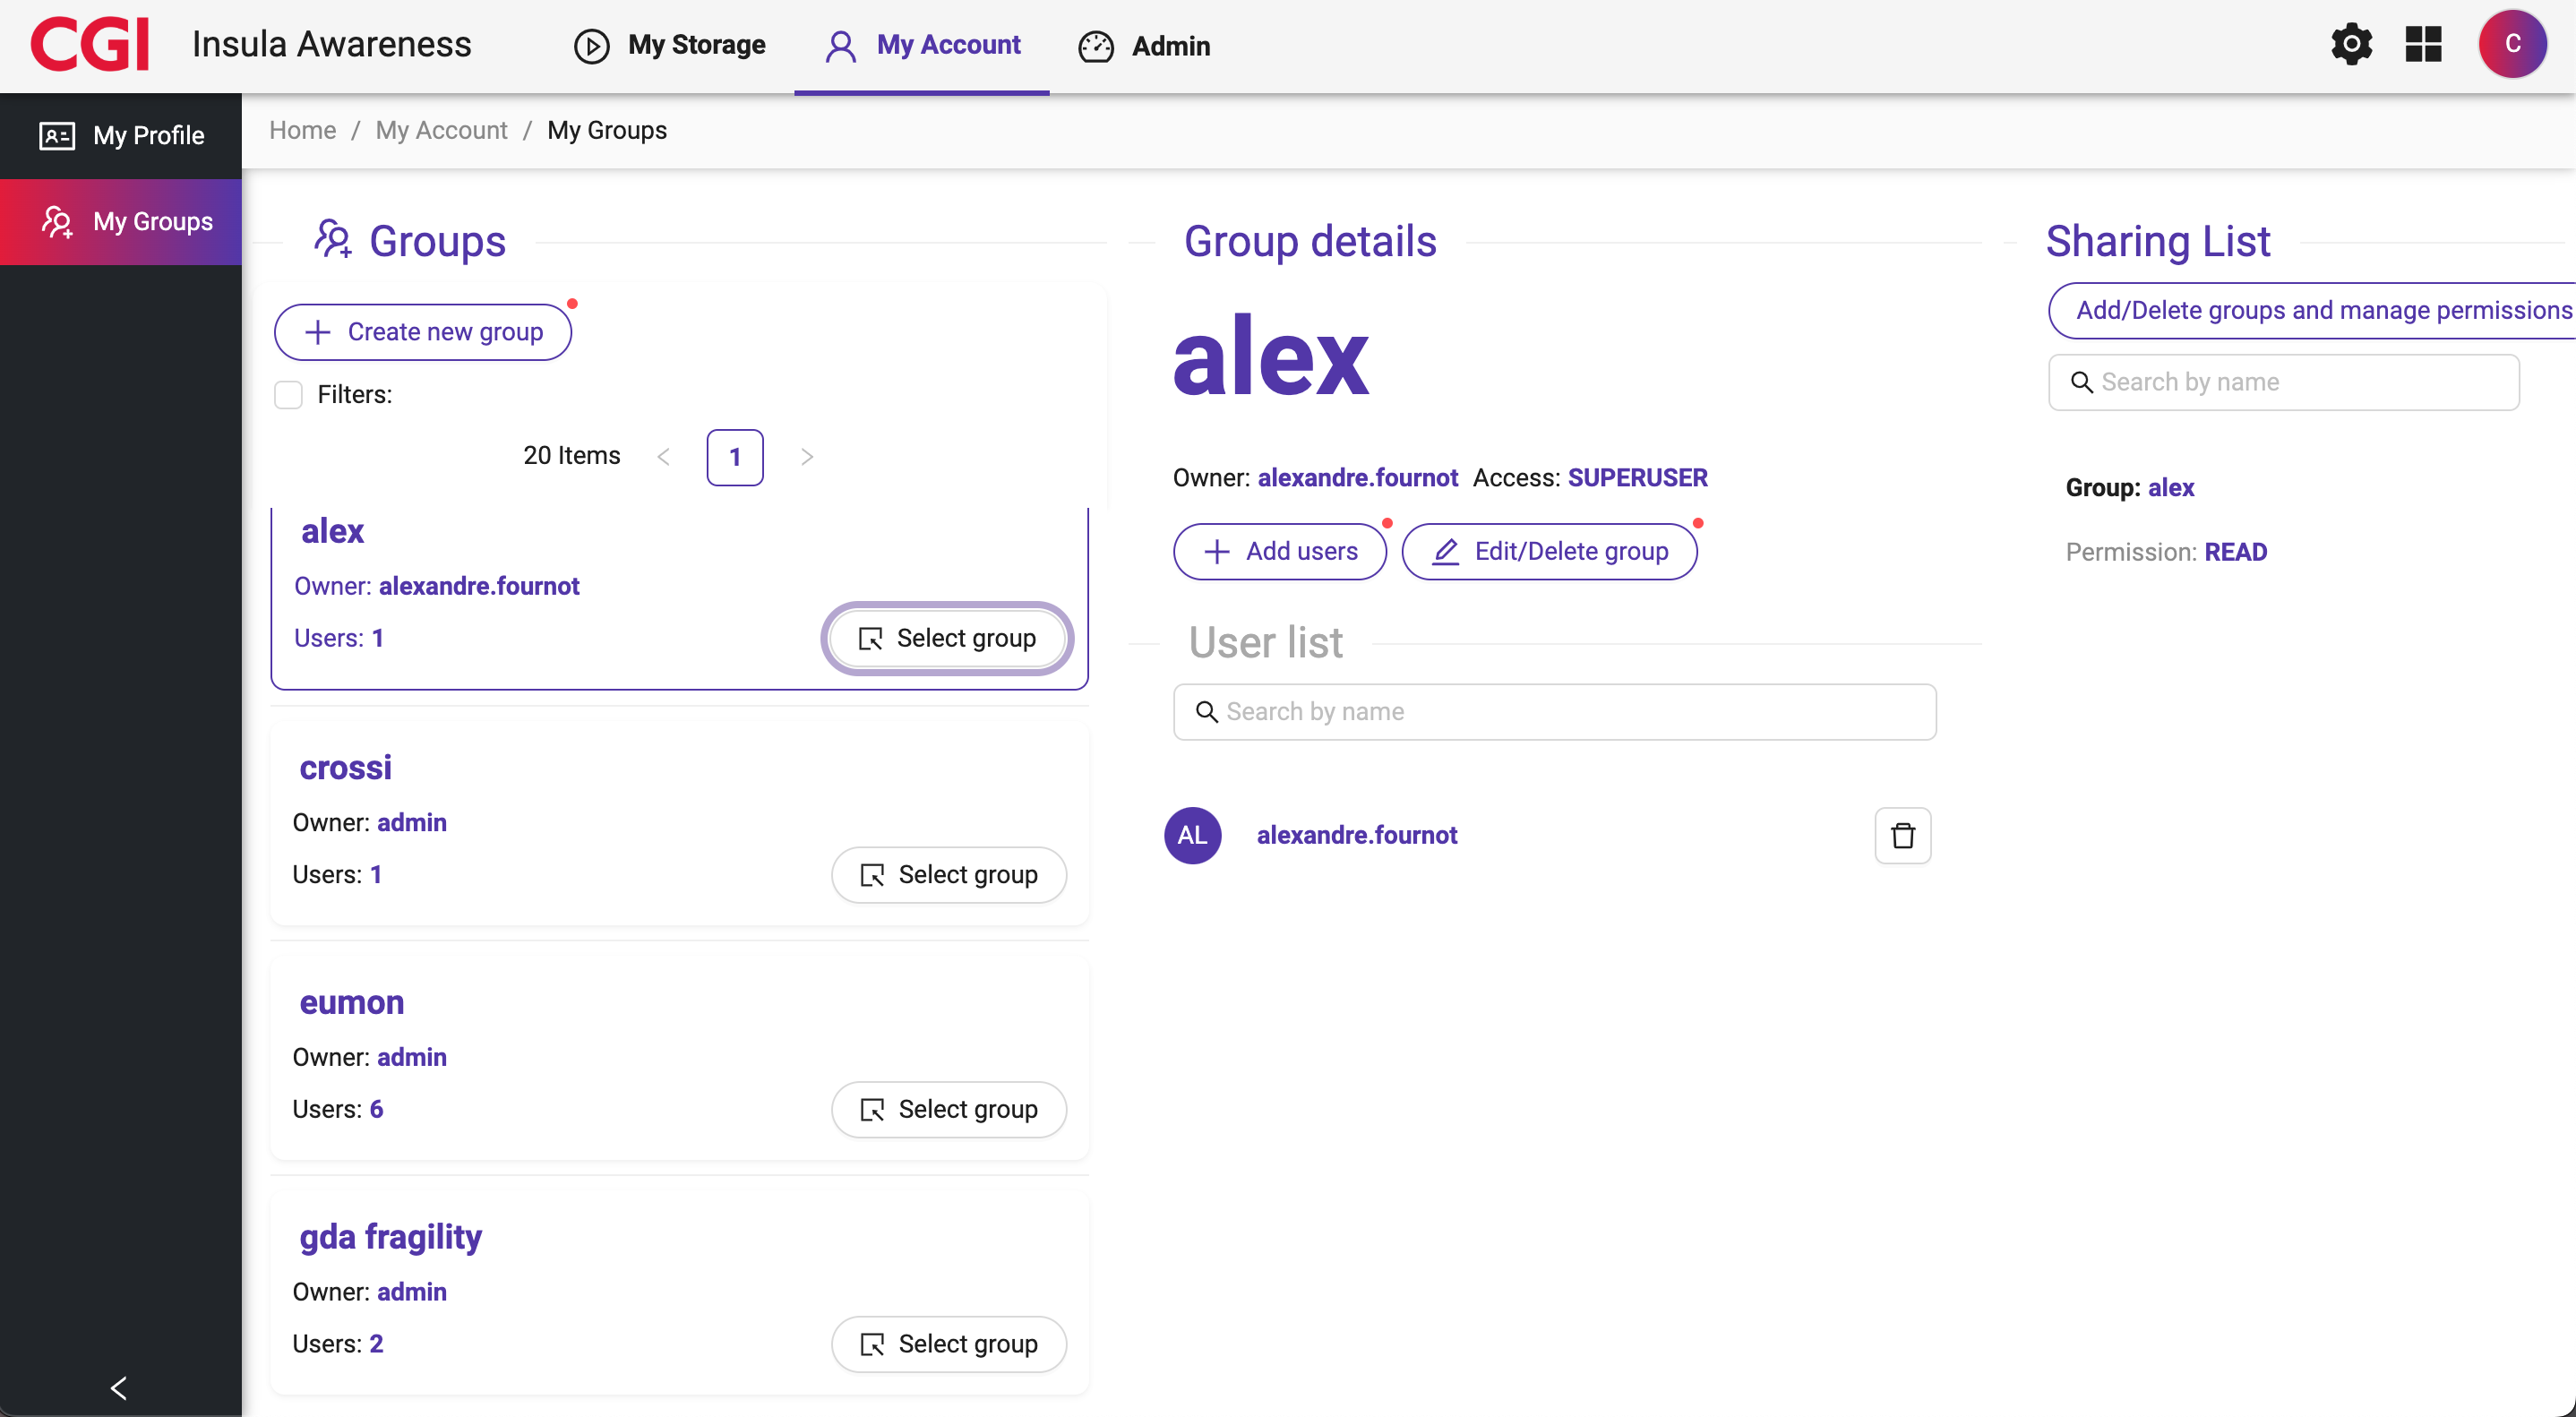 CGI Insula Awareness My Storage My Account Admin C
My Profile
My Groups
Home / My Account / My Groups
Groups
Create new group
Filters:
20 Items < 1 >
alex
Owner: alexandre.fournot
Users: 1
Select group
crossi
Owner: admin
Users: 1
Select group
eumon
Owner: admin
Users: 6
Select group
gda fragility
Owner: admin
Users: 2
Select group
Group details
alex
Owner: alexandre.fournot Access: SUPERUSER
Add users
Edit/Delete group
User list
Search by name
AL alexandre.fournot
Sharing List
Add/Delete groups and manage permissions
Search by name
Group: alex
Permission: READ